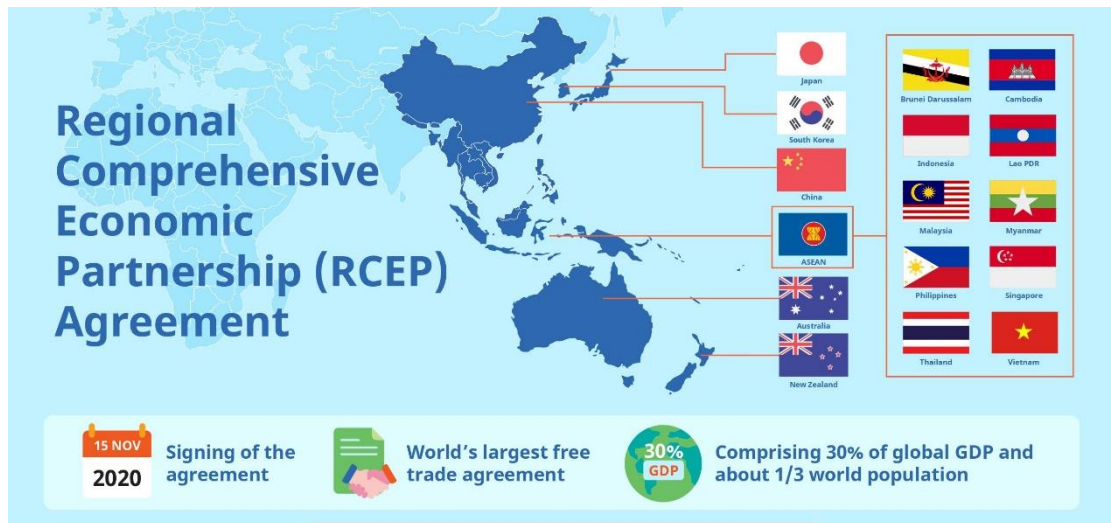 Regional
Comprehensive
Economic
Partnership (RCEP)
Agreement
Japan
South Korea
China
ASEAN
Australia
New Zealand
Brunei Darussalam
Cambodia
Indonesia
Lao PDR
Malaysia
Myanmar
Philippines
Singapore
Thailand
Vietnam
15 NOV
2020
Signing of the
agreement
World's largest free
trade agreement
30%
GDP
Comprising 30% of global GDP and
about 1/3 world population